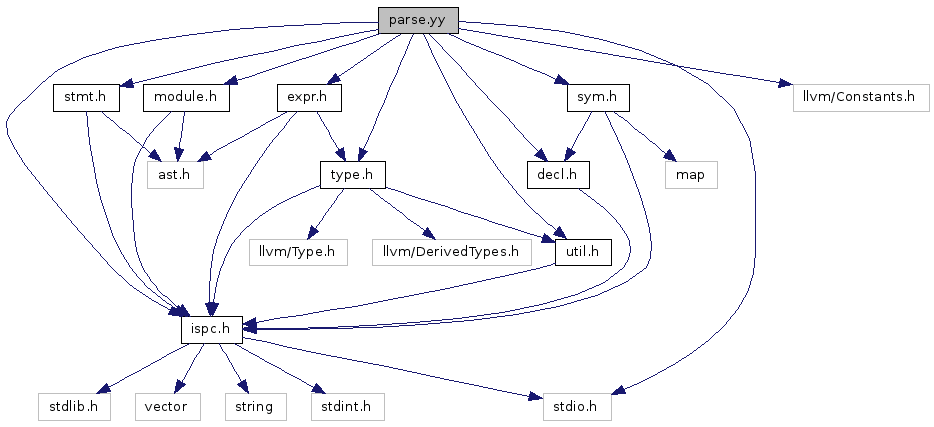 parse.yy
stmt.h
module.h
expr.h
sym.h
llvm/Constants.h
ast.h
type.h
decl.h
map
llvm/Type.h
llvm/DerivedTypes.h
util.h
ispc.h
stdlib.h
vector
string
stdint.h
stdio.h